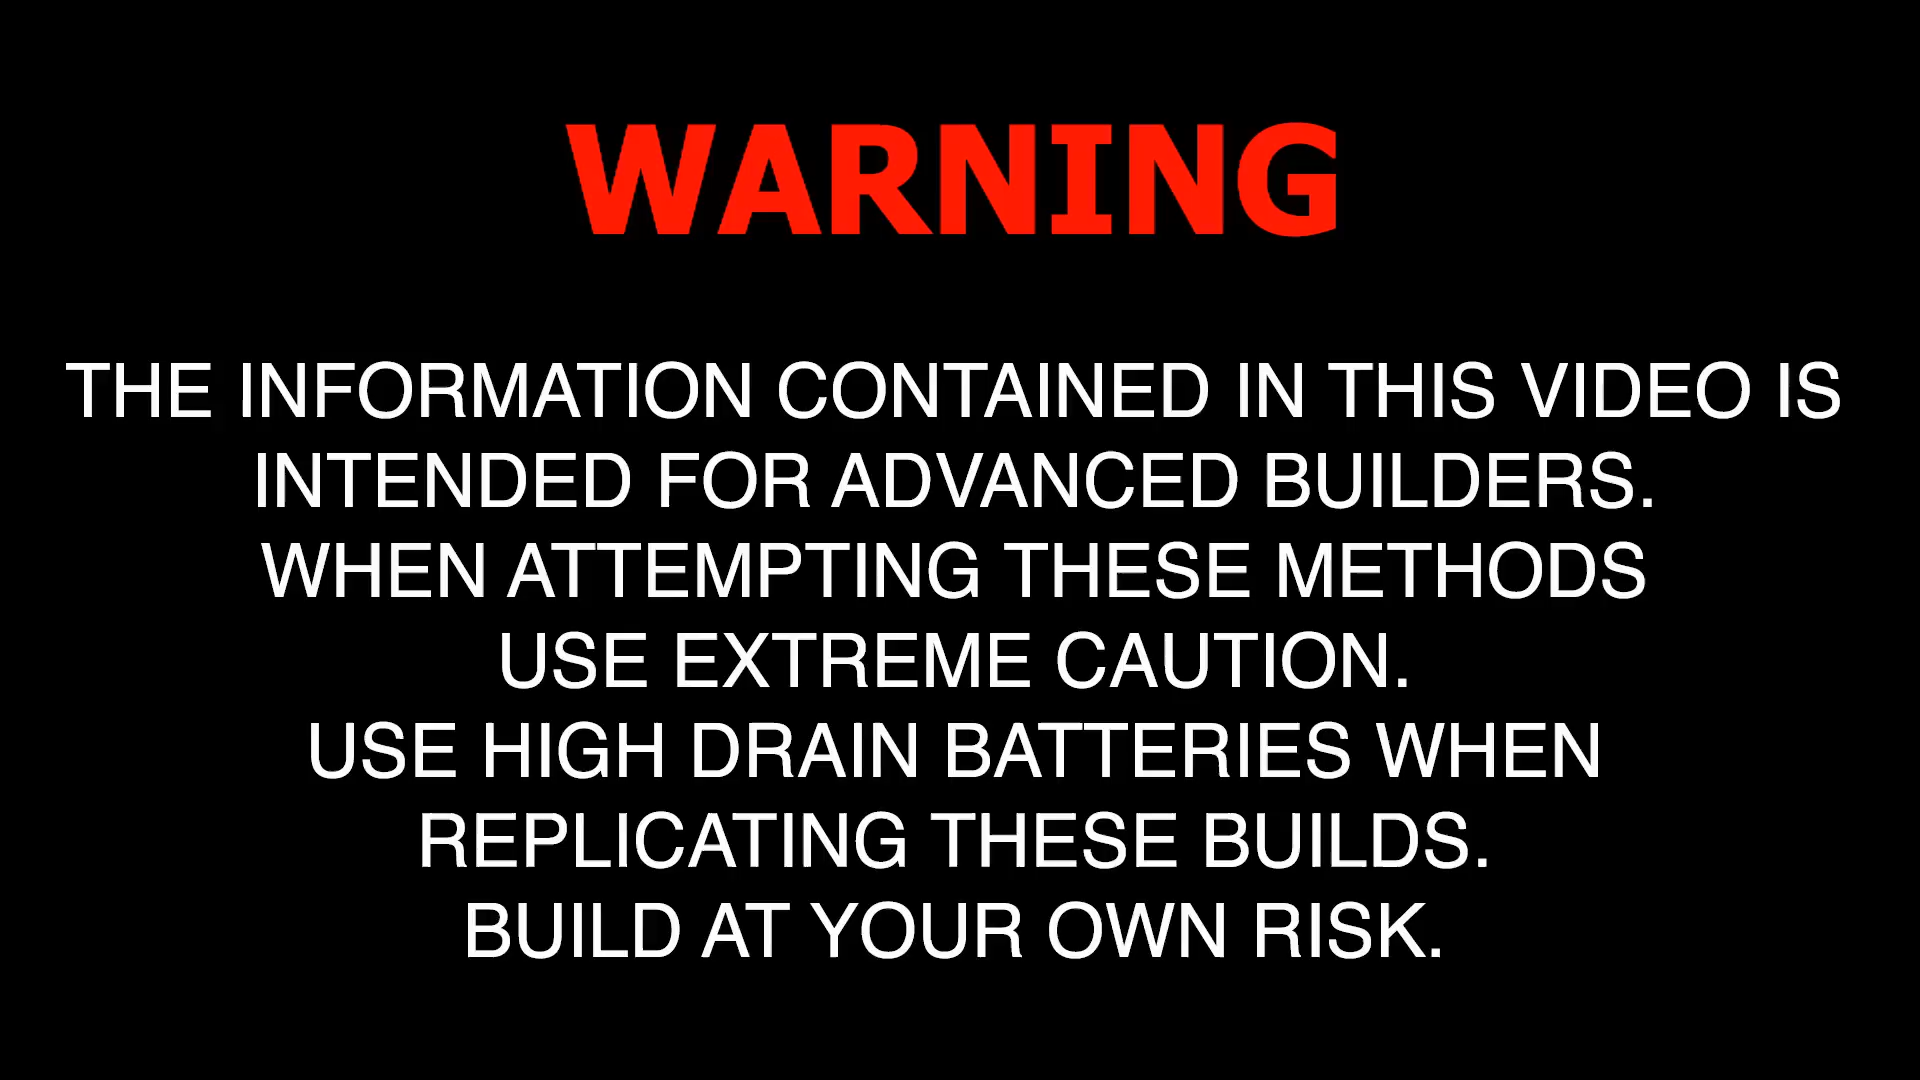 WARNING
THE INFORMATION CONTAINED IN THIS VIDEO IS
INTENDED FOR ADVANCED BUILDERS.
WHEN ATTEMPTING THESE METHODS
USE EXTREME CAUTION.
USE HIGH DRAIN BATTERIES WHEN
REPLICATING THESE BUILDS.
BUILD AT YOUR OWN RISK.